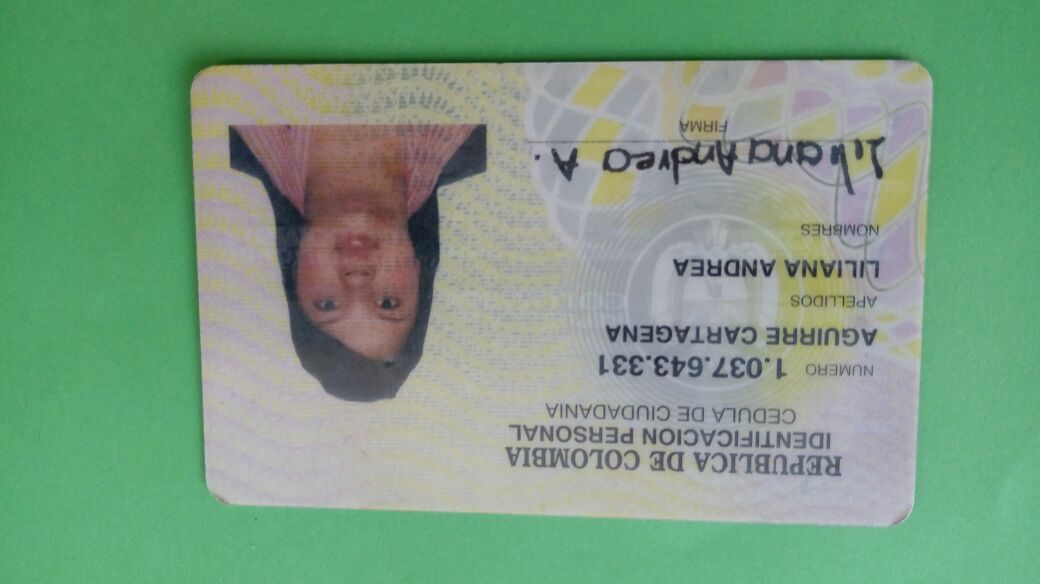 REPUBLICA DE COLOMBIA
IDENTIFICACION PERSONAL
CEDULA DE CIUDADANIA
NUMERO 1.037.643.331
AGUIRRE CARTAGENA
APELLIDOS
LILIANA ANDREA
NOMBRES
Liliana Andrea A.
FIRMA